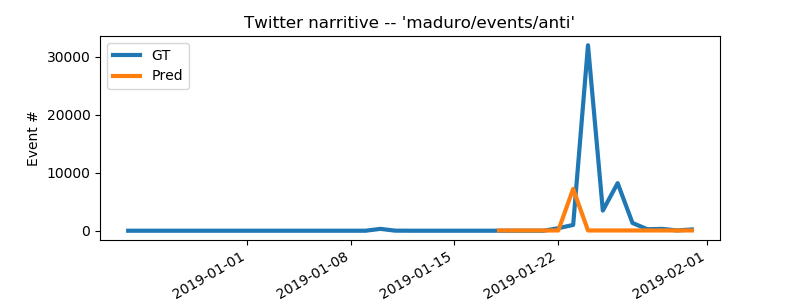 Twitter narritive -- 'maduro/events/anti'
GT
Pred
30000
20000
10000
0
Event #
2019-01-01
2019-01-08
2019-01-15
2019-01-22
2019-02-01